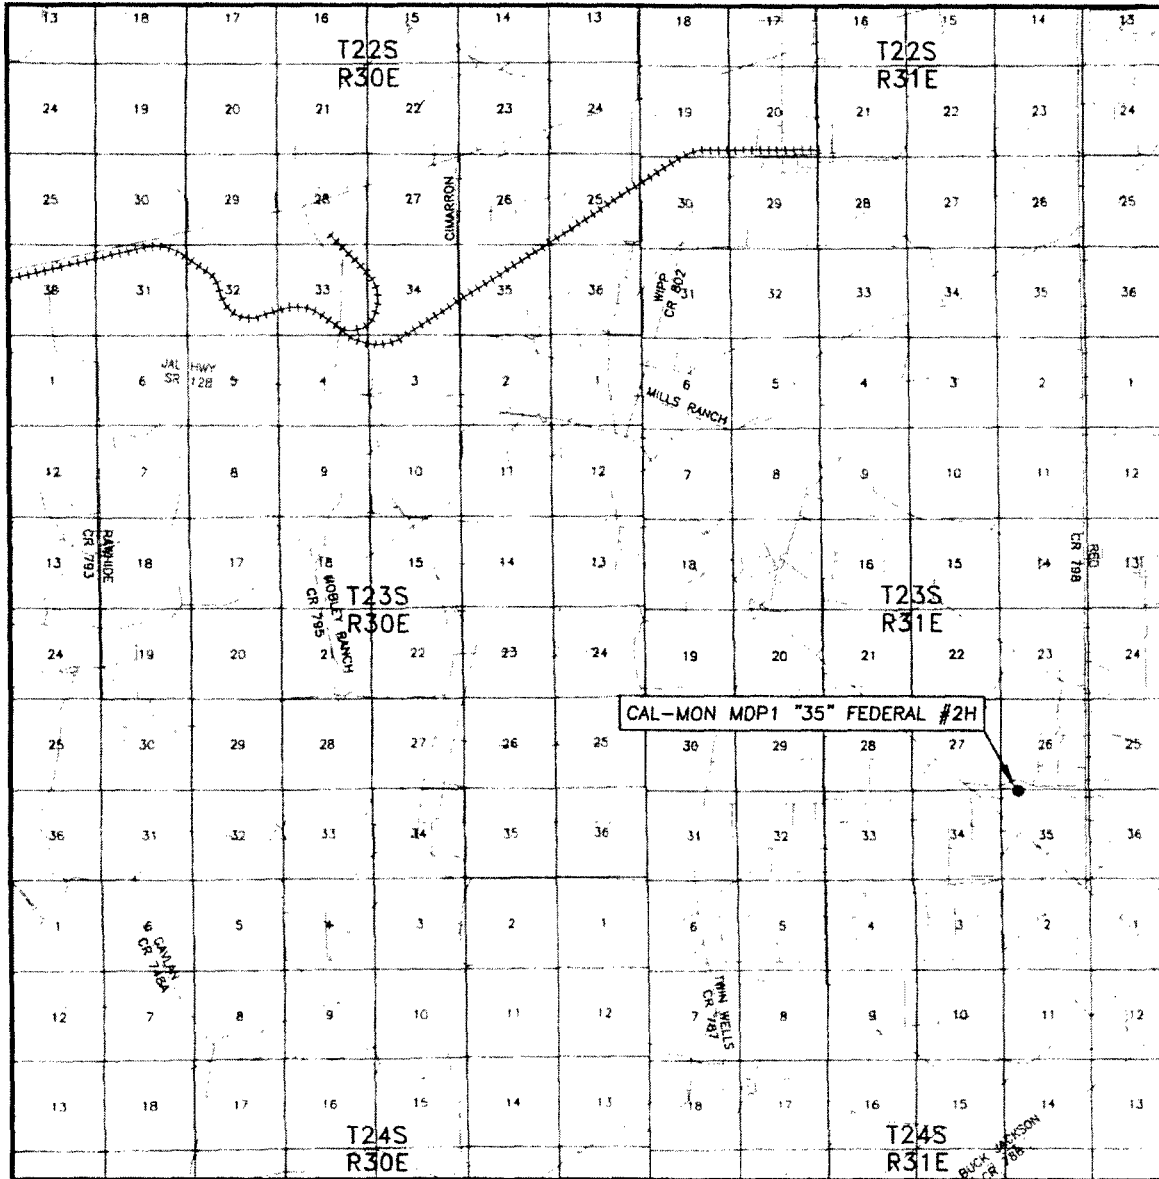 13 18 17 16 15 14 13 18 17 16 15 14 13
T22S T22S
R30E R31E
24 19 20 21 22 23 24 19 20 21 22 23 24
25 30 29 28 27 26 25 30 29 28 27 26 25
CIMARRON
WIPP
CR 802
36 31 32 33 34 35 36 31 32 33 34 35 36
JAL HWY
SR 128
1 6 5 4 3 2 1 6 5 4 3 2 1
MILLS RANCH
12 7 8 9 10 11 12 7 8 9 10 11 12
RAWHIDE
CR 793
RED
CR 798
13 18 17 16 15 14 13 18 16 15 14 13
MOBLEY RANCH
CR 795
T23S T23S
R30E R31E
24 19 20 21 22 23 24 19 20 21 22 23 24
CAL-MON MDP1 "35" FEDERAL #2H
25 30 29 28 27 26 25 30 29 28 27 26 25
36 31 32 33 34 35 36 31 32 33 34 35 36
1 6 5 3 2 1 6 5 4 3 2 1
CR 748A
12 7 8 9 10 11 12 7 8 9 10 11 12
TWIN WELLS
CR 787
13 18 17 16 15 14 13 18 17 16 15 14 13
T24S T24S
R30E R31E
BUCK JACKSON